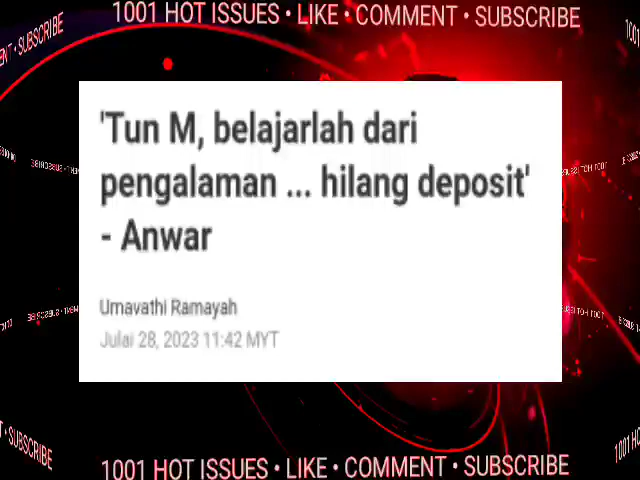 1001 HOT ISSUES • LIKE • COMMENT • SUBSCRIBE
'Tun M, belajarlah dari
pengalaman ... hilang deposit'
- Anwar
Umavathi Ramayah
Julai 28, 2023 11:42 MYT
1001 HOT ISSUES • LIKE • COMMENT • SUBSCRIBE